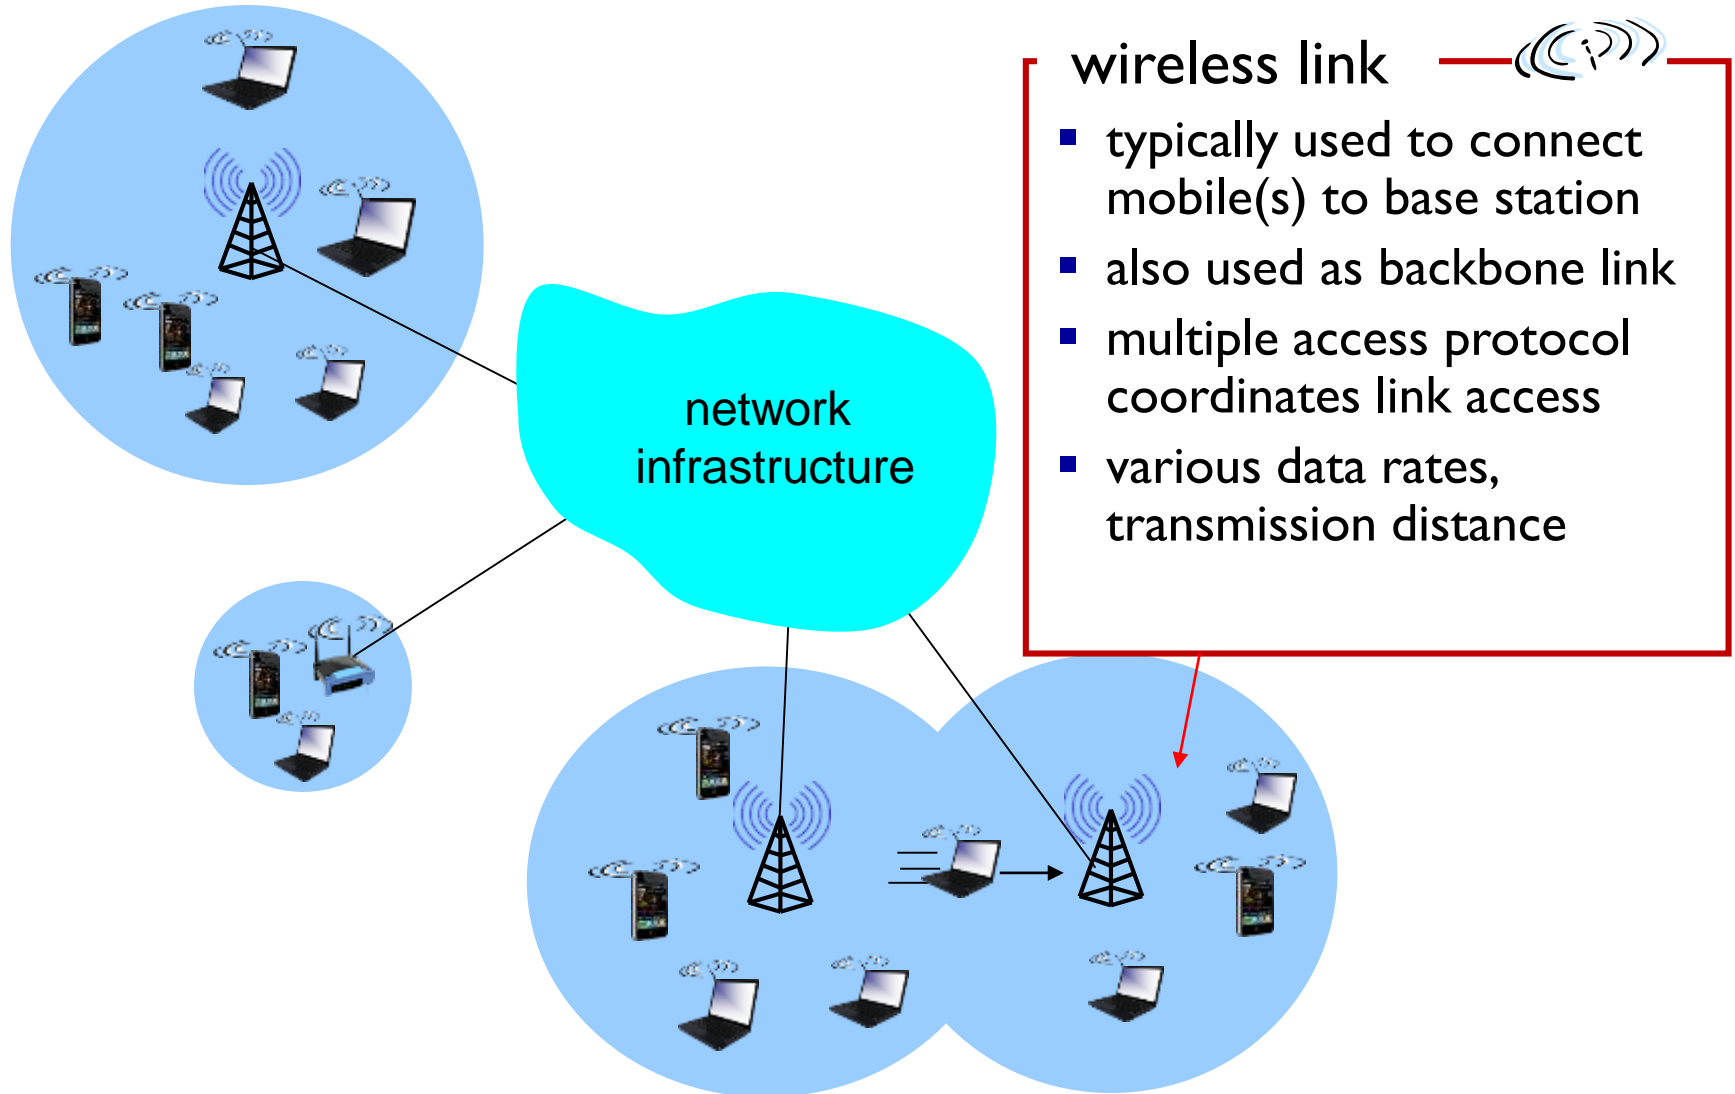 wireless link
▪ typically used to connect
mobile(s) to base station
▪ also used as backbone link
▪ multiple access protocol
coordinates link access
▪ various data rates,
transmission distance
network
infrastructure